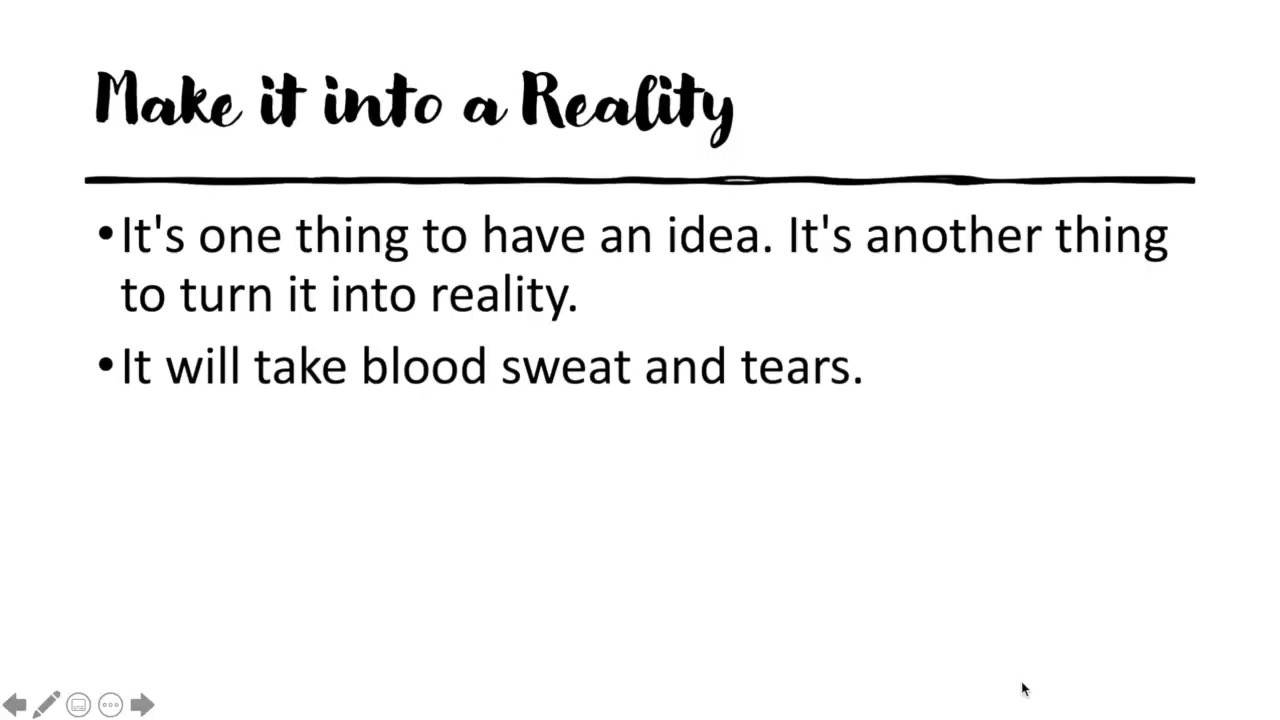 Make it into a Reality
•It's one thing to have an idea. It's another thing
to turn it into reality.
•It will take blood sweat and tears.